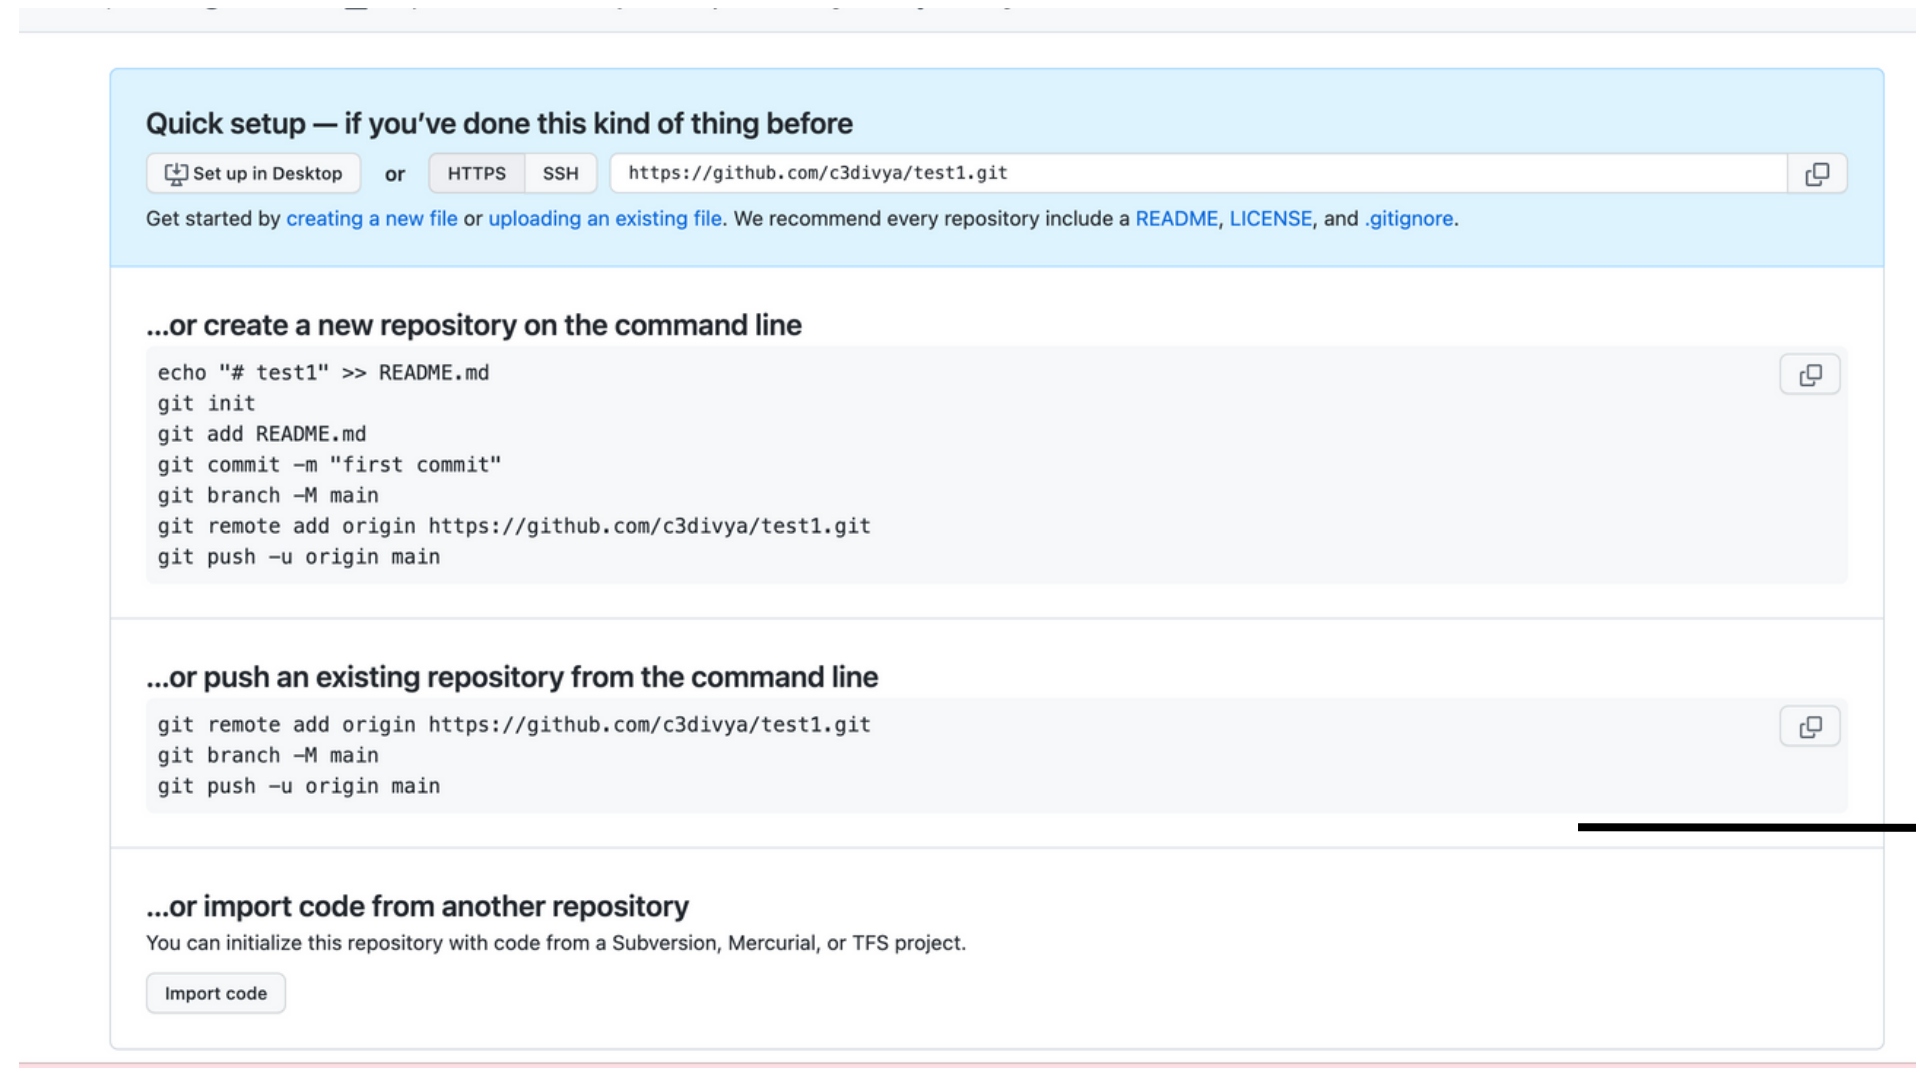 Quick setup — if you’ve done this kind of thing before
Set up in Desktop or HTTPS SSH https://github.com/c3divya/test1.git
Get started by creating a new file or uploading an existing file. We recommend every repository include a README, LICENSE, and .gitignore.
...or create a new repository on the command line
echo "# test1" >> README.md
git init
git add README.md
git commit -m "first commit"
git branch -M main
git remote add origin https://github.com/c3divya/test1.git
git push -u origin main
...or push an existing repository from the command line
git remote add origin https://github.com/c3divya/test1.git
git branch -M main
git push -u origin main
...or import code from another repository
You can initialize this repository with code from a Subversion, Mercurial, or TFS project.
Import code